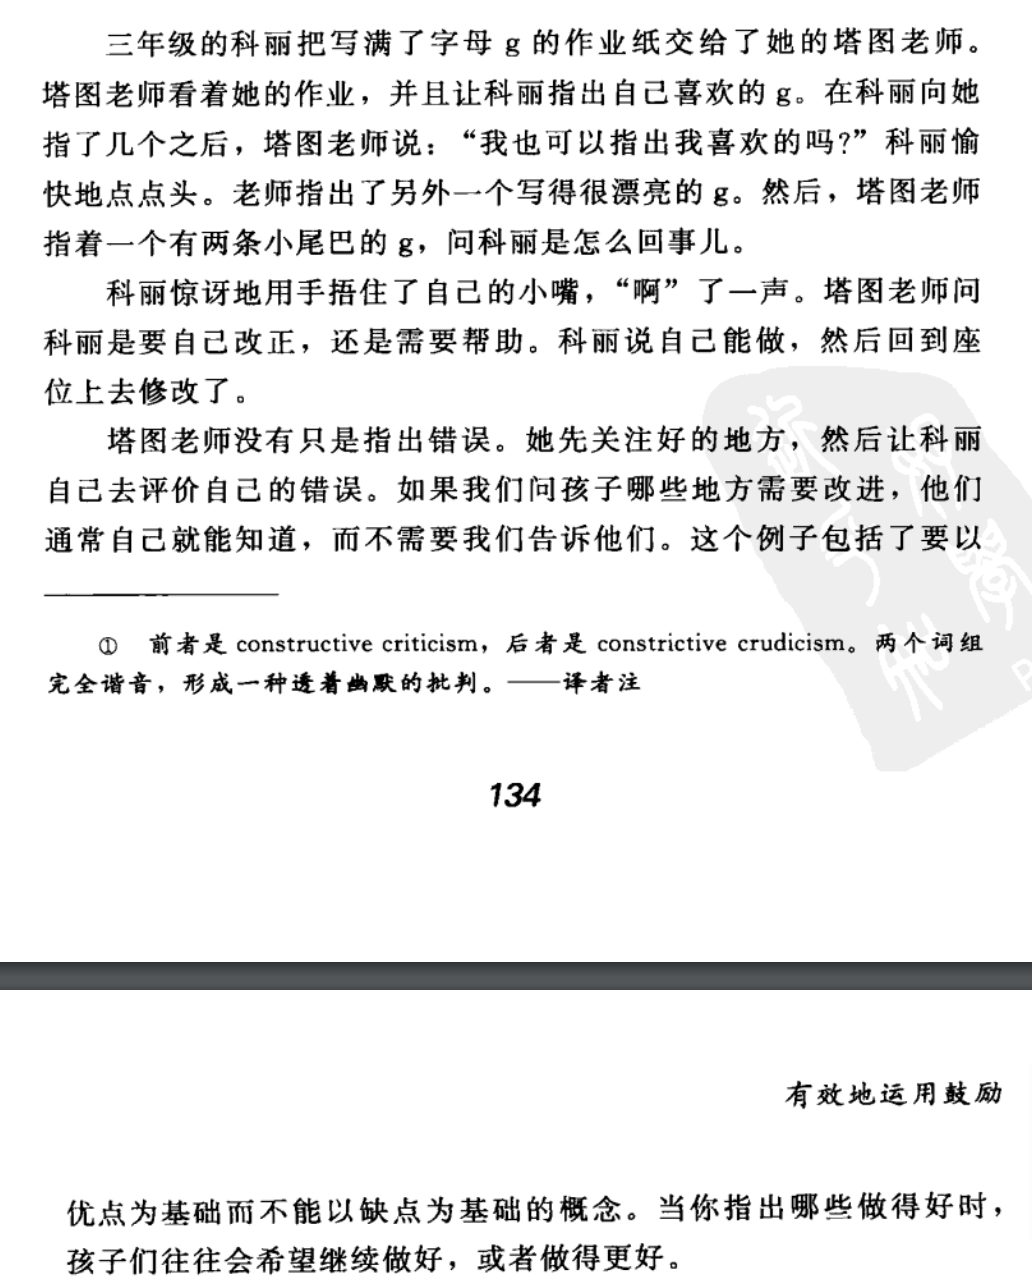 三年级的科丽把写满了字母 g 的作业纸交给了她的塔图老师。
塔图老师看着她的作业，并且让科丽指出自己喜欢的 g。在科丽向她
指了几个之后，塔图老师说：“我也可以指出我喜欢的吗?”科丽愉
快地点点头。老师指出了另外一个写得很漂亮的 g。然后，塔图老师
指着一个有两条小尾巴的 g，问科丽是怎么回事儿。
科丽惊讶地用手捂住了自己的小嘴，“啊”了一声。塔图老师问
科丽是要自己改正，还是需要帮助。科丽说自己能做，然后回到座
位上去修改了。
塔图老师没有只是指出错误。她先关注好的地方，然后让科丽
自己去评价自己的错误。如果我们问孩子哪些地方需要改进，他们
通常自己就能知道，而不需要我们告诉他们。这个例子包括了要以
① 前者是 constructive criticism，后者是 constrictive crudicism。两个词组
完全谐音，形成一种透着幽默的批判。——译者注
134
有效地运用鼓励
优点为基础而不能以缺点为基础的概念。当你指出哪些做得好时，
孩子们往往会希望继续做好，或者做得更好。